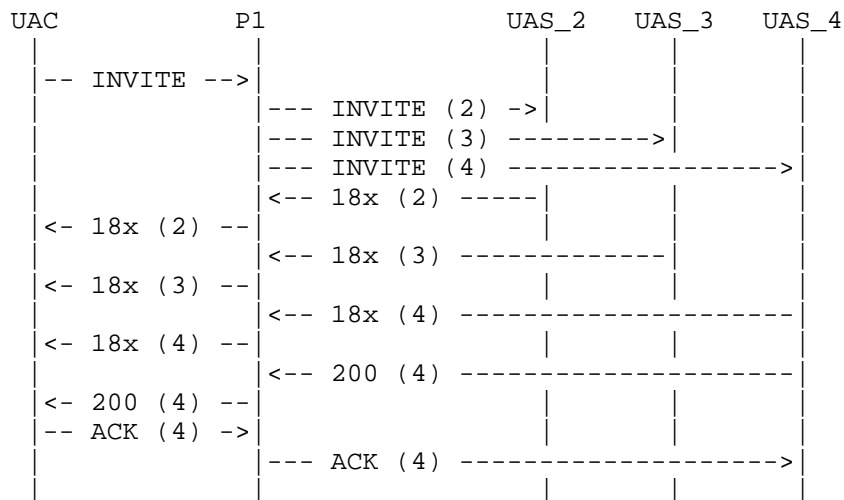 UAC P1 UAS_2 UAS_3 UAS_4
| | | | |
|-- INVITE -->| | | |
| |--- INVITE (2) ->| | |
| |--- INVITE (3) --------->| |
| |--- INVITE (4) ----------------->|
| |<-- 18x (2) -----| | |
|<- 18x (2) --| | | |
| |<-- 18x (3) -------------| |
|<- 18x (3) --| | | |
| |<-- 18x (4) ---------------------|
|<- 18x (4) --| | | |
| |<-- 200 (4) ---------------------|
|<- 200 (4) --| | | |
|-- ACK (4) ->| | | |
| |--- ACK (4) -------------------->|
| | | | |